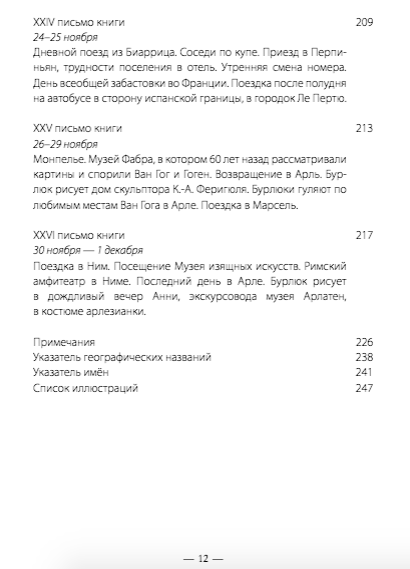 XXIV письмо книги 209
24–25 ноября
Дневной поезд из Биаррица. Соседи по купе. Приезд в Перпи-
ньян, трудности поселения в отель. Утренняя смена номера.
День всеобщей забастовки во Франции. Поездка после полудня
на автобусе в сторону испанской границы, в городок Ле Пертю.
XXV письмо книги 213
26–29 ноября
Монпелье. Музей Фабра, в котором 60 лет назад рассматривали
картины и спорили Ван Гог и Гоген. Возвращение в Арль. Бур-
люк рисует дом скульптора К.-А. Феригюля. Бурлюки гуляют по
любимым местам Ван Гога в Арле. Поездка в Марсель.
XXVI письмо книги 217
30 ноября — 1 декабря
Поездка в Ним. Посещение Музея изящных искусств. Римский
амфитеатр в Ниме. Последний день в Арле. Бурлюк рисует
в дождливый вечер Анни, экскурсовода музея Арлатен,
в костюме арлезианки.
Примечания 226
Указатель географических названий 238
Указатель имён 241
Список иллюстраций 247
— 12 —